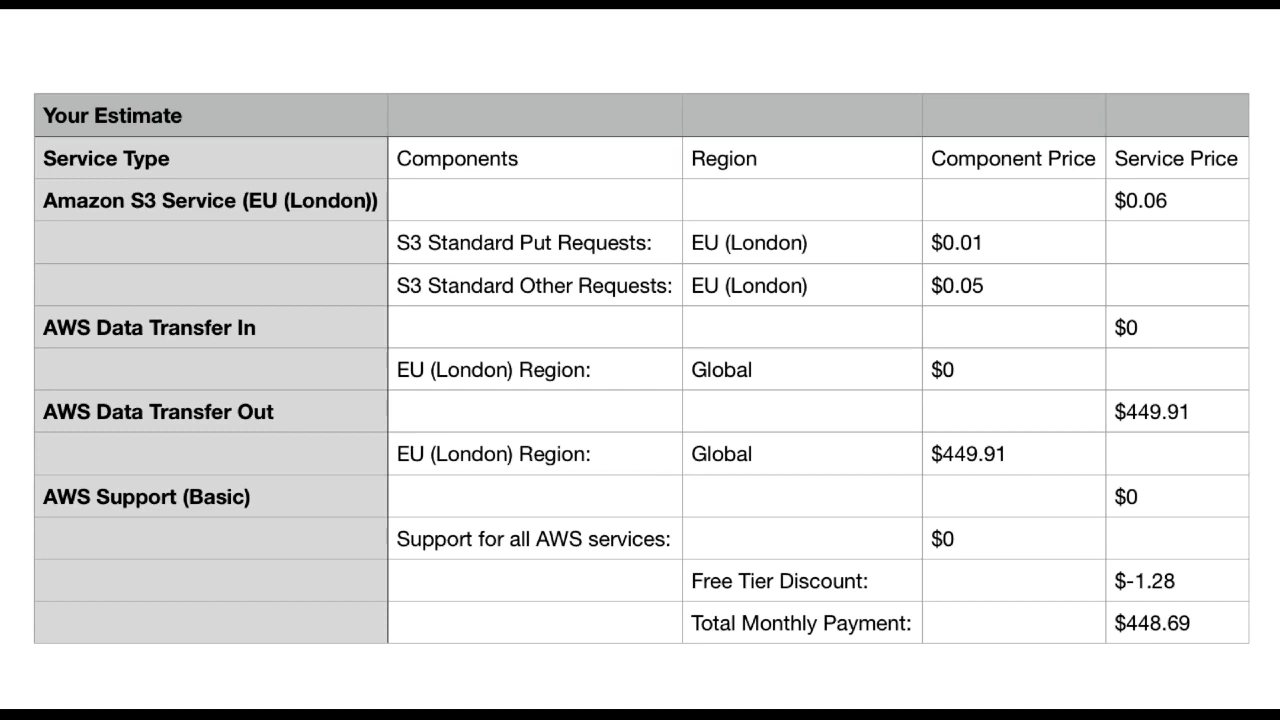 Your Estimate
Service Type Components Region Component Price Service Price
Amazon S3 Service (EU (London)) $0.06
S3 Standard Put Requests: EU (London) $0.01
S3 Standard Other Requests: EU (London) $0.05
AWS Data Transfer In $0
EU (London) Region: Global $0
AWS Data Transfer Out $449.91
EU (London) Region: Global $449.91
AWS Support (Basic) $0
Support for all AWS services: $0
Free Tier Discount: $-1.28
Total Monthly Payment: $448.69